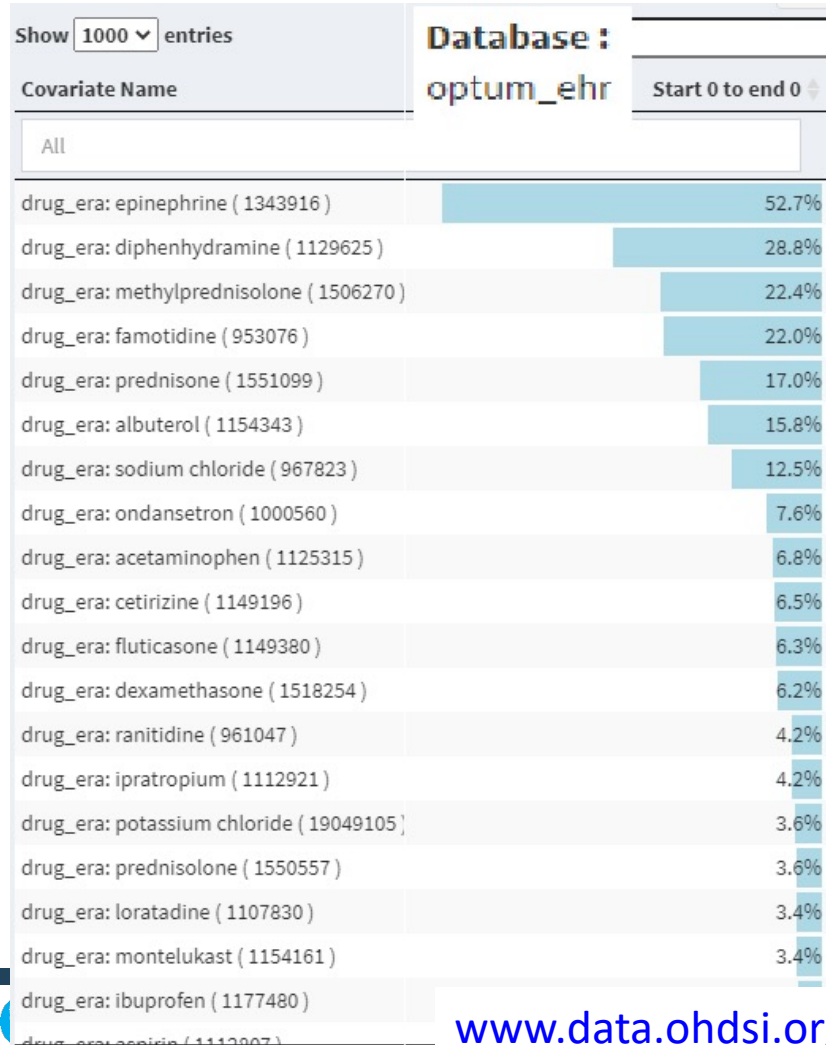 Show 1000 entries
Database :
optum_ehr
Covariate Name
Start 0 to end 0
All
drug_era: epinephrine ( 1343916 ) 52.7%
drug_era: diphenhydramine ( 1129625 ) 28.8%
drug_era: methylprednisolone ( 1506270 ) 22.4%
drug_era: famotidine ( 953076 ) 22.0%
drug_era: prednisone ( 1551099 ) 17.0%
drug_era: albuterol ( 1154343 ) 15.8%
drug_era: sodium chloride ( 967823 ) 12.5%
drug_era: ondansetron ( 1000560 ) 7.6%
drug_era: acetaminophen ( 1125315 ) 6.8%
drug_era: cetirizine ( 1149196 ) 6.5%
drug_era: fluticasone ( 1149380 ) 6.3%
drug_era: dexamethasone ( 1518254 ) 6.2%
drug_era: ranitidine ( 961047 ) 4.2%
drug_era: ipratropium ( 1112921 ) 4.2%
drug_era: potassium chloride ( 19049105 ) 3.6%
drug_era: prednisolone ( 1550557 ) 3.6%
drug_era: loratadine ( 1107830 ) 3.4%
drug_era: montelukast ( 1154161 ) 3.4%
drug_era: ibuprofen ( 1177480 )
drug_era: aspirin ( 1112807 )
www.data.ohdsi.or